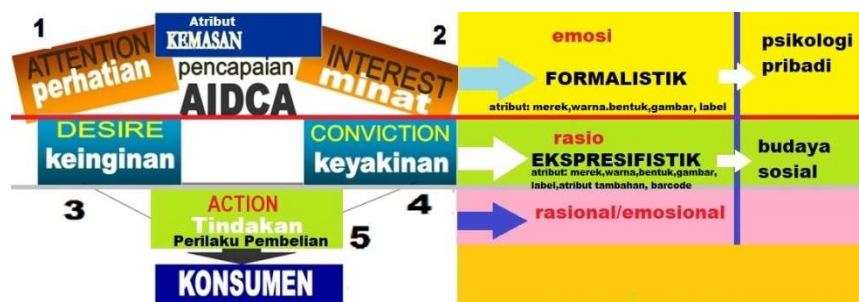 1
ATTENTION
perhatian
Atribut
KEMASAN
pencapaian
AIDCA
2
INTEREST
minat
DESIRE
keinginan
CONVICTION
keyakinan
3
4
ACTION
Tindakan
Perilaku Pembelian
5
KONSUMEN
emosi
FORMALISTIK
atribut: merek,warna.bentuk,gambar, label
psikologi
pribadi
rasio
EKSPRESIFISTIK
atribut: merek,warna,bentuk,gambar,
label,atribut tambahan, barcode
budaya
sosial
rasional/emosional